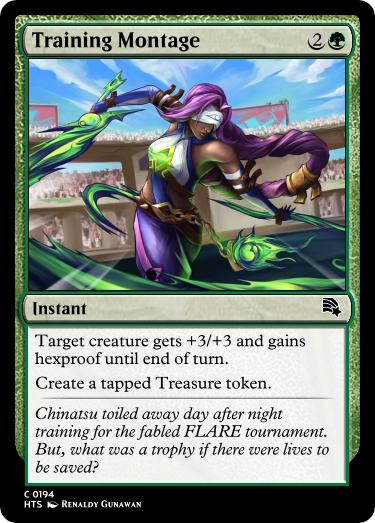 Training Montage 2
Instant
Target creature gets +3/+3 and gains
hexproof until end of turn.
Create a tapped Treasure token.
Chinatsu toiled away day after night
training for the fabled FLARE tournament.
But, what was a trophy if there were lives to
be saved?
C 0194
HTS Renaldy Gunawan